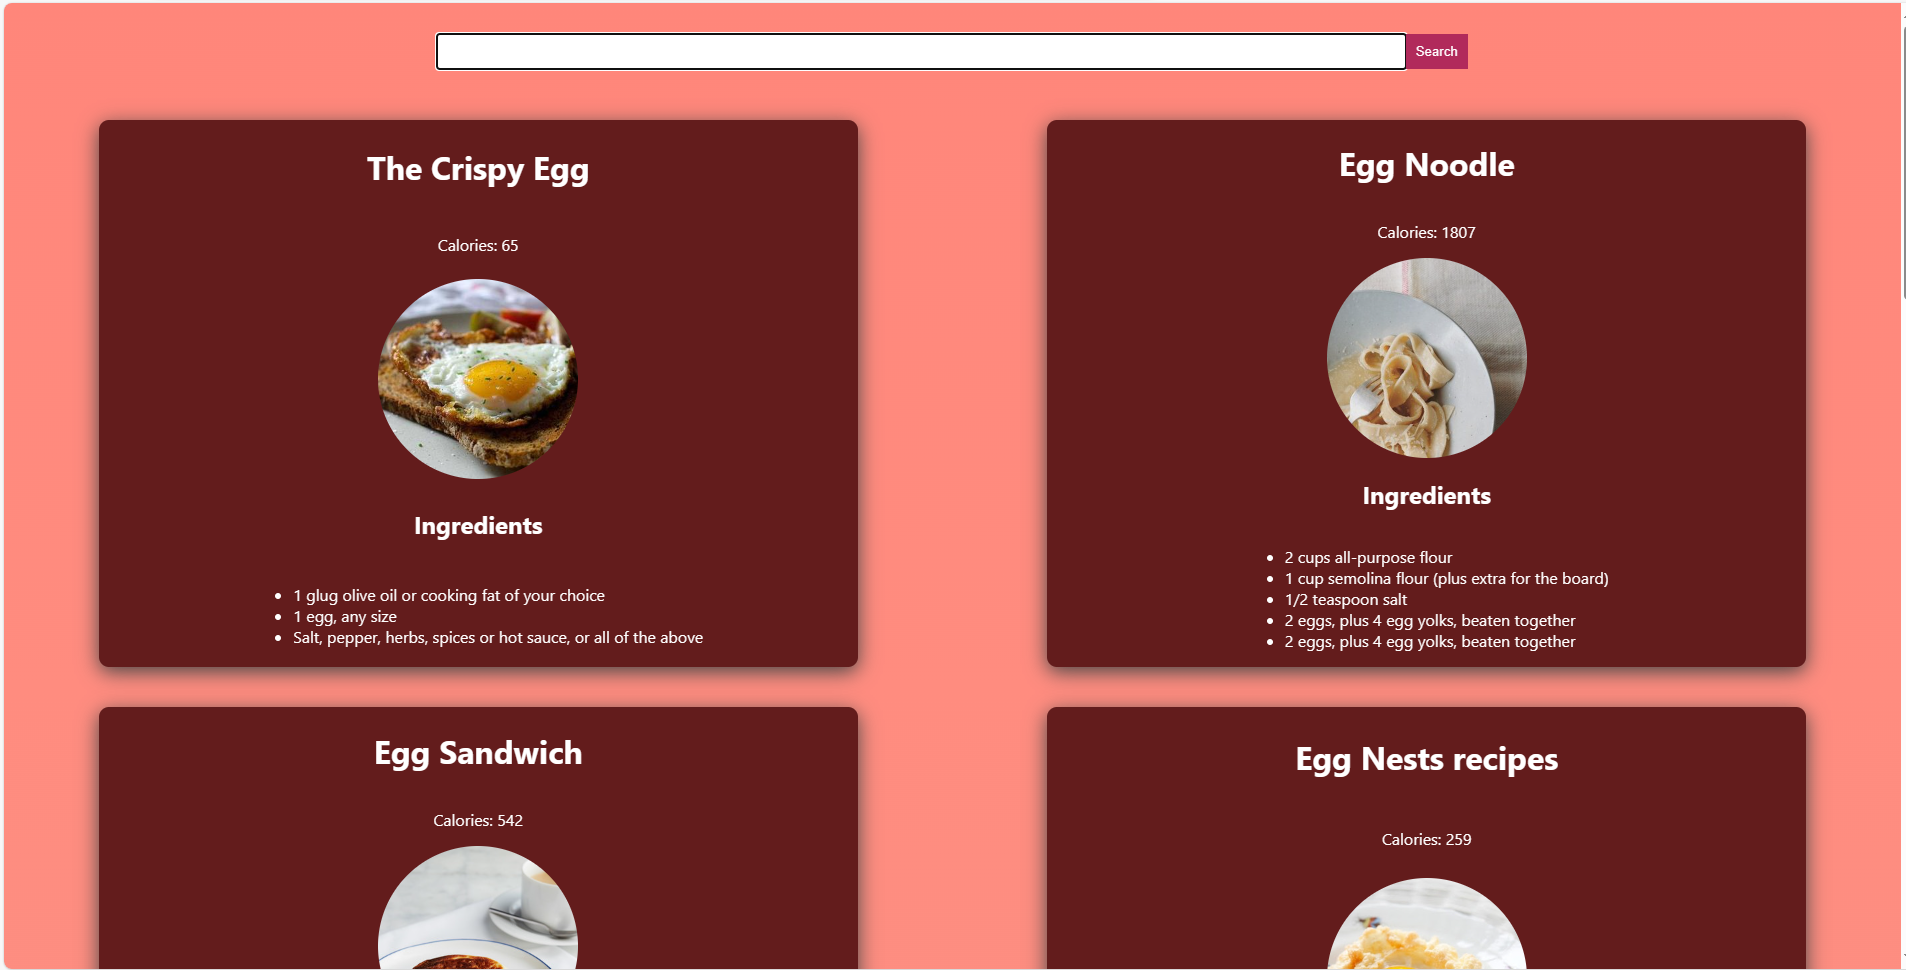 Search
The Crispy Egg
Calories: 65
Ingredients
1 glug olive oil or cooking fat of your choice
1 egg, any size
Salt, pepper, herbs, spices or hot sauce, or all of the above
Egg Noodle
Calories: 1807
Ingredients
2 cups all-purpose flour
1 cup semolina flour (plus extra for the board)
1/2 teaspoon salt
2 eggs, plus 4 egg yolks, beaten together
2 eggs, plus 4 egg yolks, beaten together
Egg Sandwich
Calories: 542
Egg Nests recipes
Calories: 259